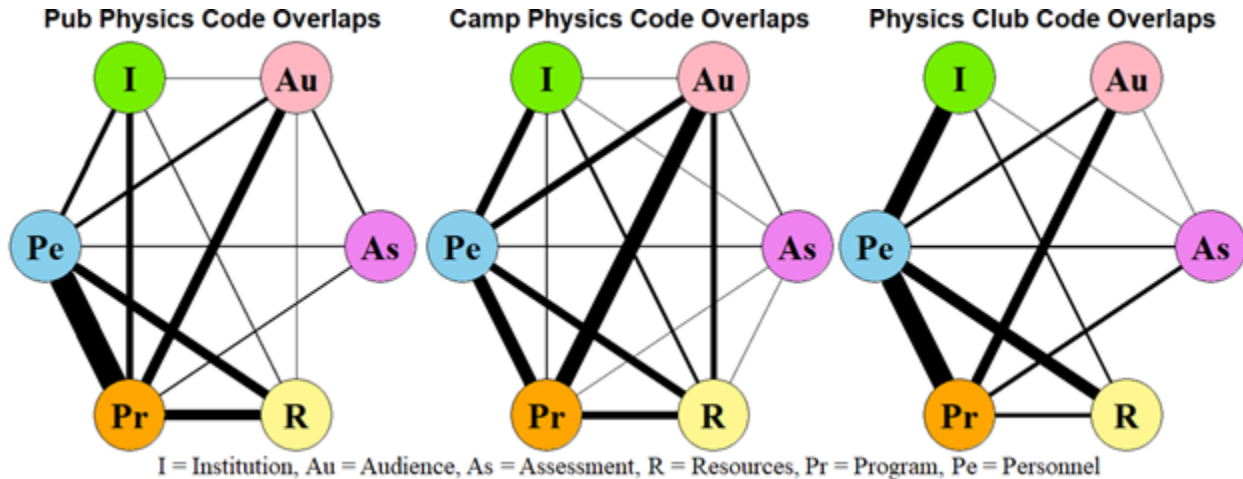 Pub Physics Code Overlaps
Camp Physics Code Overlaps
Physics Club Code Overlaps
I Au I Au I Au
Pe As Pe As Pe As
Pr R Pr R Pr R
I = Institution, Au = Audience, As = Assessment, R = Resources, Pr = Program, Pe = Personnel